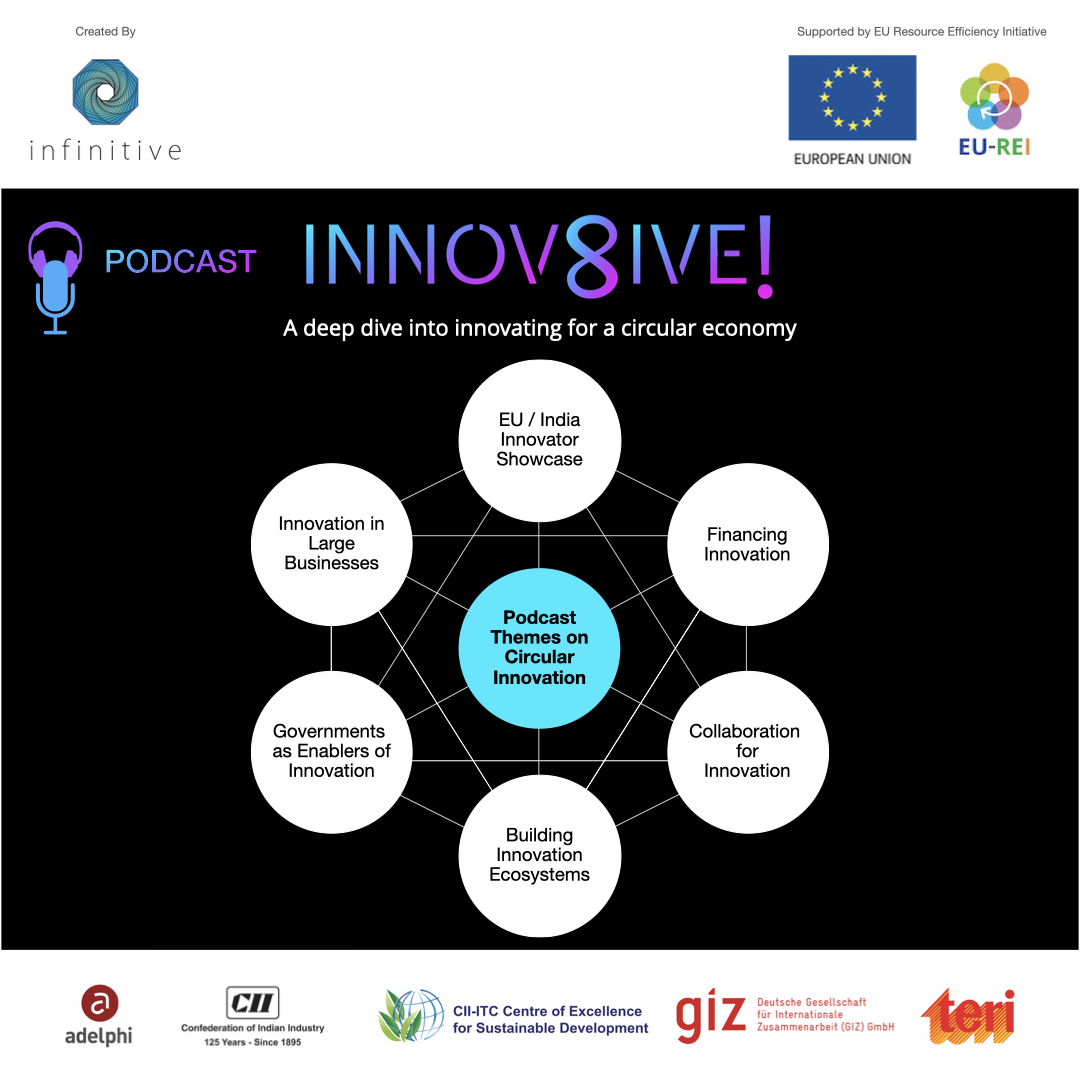 Created By
Supported by EU Resource Efficiency Initiative
infinitive
EUROPEAN UNION
EU-REI
PODCAST
INNOV8IVE!
A deep dive into innovating for a circular economy
EU / India
Innovator
Showcase
Innovation in
Large
Businesses
Financing
Innovation
Podcast
Themes on
Circular
Innovation
Governments
as Enablers of
Innovation
Collaboration
for
Innovation
Building
Innovation
Ecosystems
a
adelphi
CII
Confederation of Indian Industry
125 Years - Since 1895
CII-ITC Centre of Excellence
for Sustainable Development
giz
Deutsche Gesellschaft
für Internationale
Zusammenarbeit (GIZ) GmbH
teri